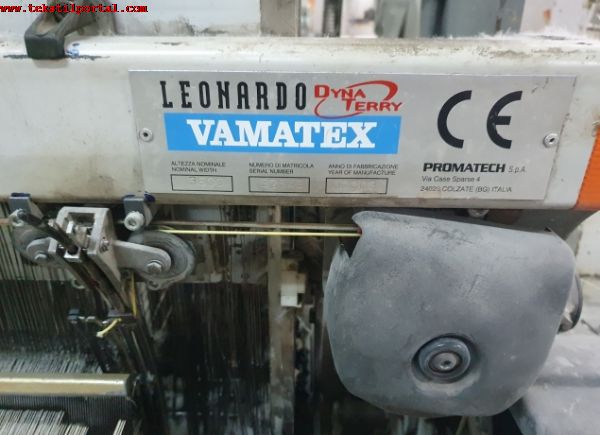 www.tekstilportal.com
LEONARDO DYNA TERRY
VAMATEX
CE
ALTEZZA NOMINALE
NOMINAL WIDTH
NUMERO DI MATRICOLA
SERIAL NUMBER
ANNO DI FABBRICAZIONE
YEAR OF MANUFACTURE
PROMATECH S.p.A.
Via Case Sparse 4
24020 COLZATE (BG) ITALIA